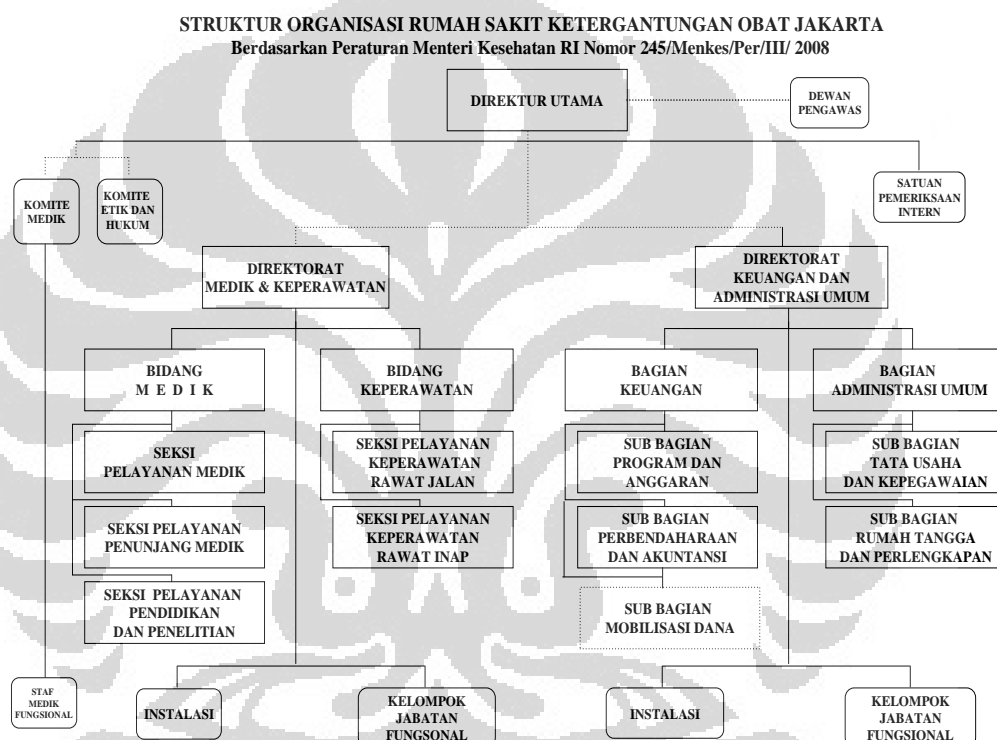 STRUKTUR ORGANISASI RUMAH SAKIT KETERGANTUNGAN OBAT JAKARTA
Berdasarkan Peraturan Menteri Kesehatan RI Nomor 245/Menkes/Per/III/ 2008
DIREKTUR UTAMA
DEWAN
PENGAWAS
KOMITE
MEDIK
KOMITE
ETIK DAN
HUKUM
SATUAN
PEMERIKSAAN
INTERN
DIREKTORAT
MEDIK & KEPERAWATAN
DIREKTORAT
KEUANGAN DAN
ADMINISTRASI UMUM
BIDANG
M E D I K
BIDANG
KEPERAWATAN
BAGIAN
KEUANGAN
BAGIAN
ADMINISTRASI UMUM
SEKSI
PELAYANAN MEDIK
SEKSI PELAYANAN
KEPERAWATAN
RAWAT JALAN
SUB BAGIAN
PROGRAM DAN
ANGGARAN
SUB BAGIAN
TATA USAHA
DAN KEPEGAWAIAN
SEKSI PELAYANAN
PENUNJANG MEDIK
SEKSI PELAYANAN
KEPERAWATAN
RAWAT INAP
SUB BAGIAN
PERBENDAHARAAN
DAN AKUNTANSI
SUB BAGIAN
RUMAH TANGGA
DAN PERLENGKAPAN
SEKSI PELAYANAN
PENDIDIKAN
DAN PENELITIAN
SUB BAGIAN
MOBILISASI DANA
STAF
MEDIK
FUNGSIONAL
INSTALASI
KELOMPOK
JABATAN
FUNGSONAL
INSTALASI
KELOMPOK
JABATAN
FUNGSIONAL